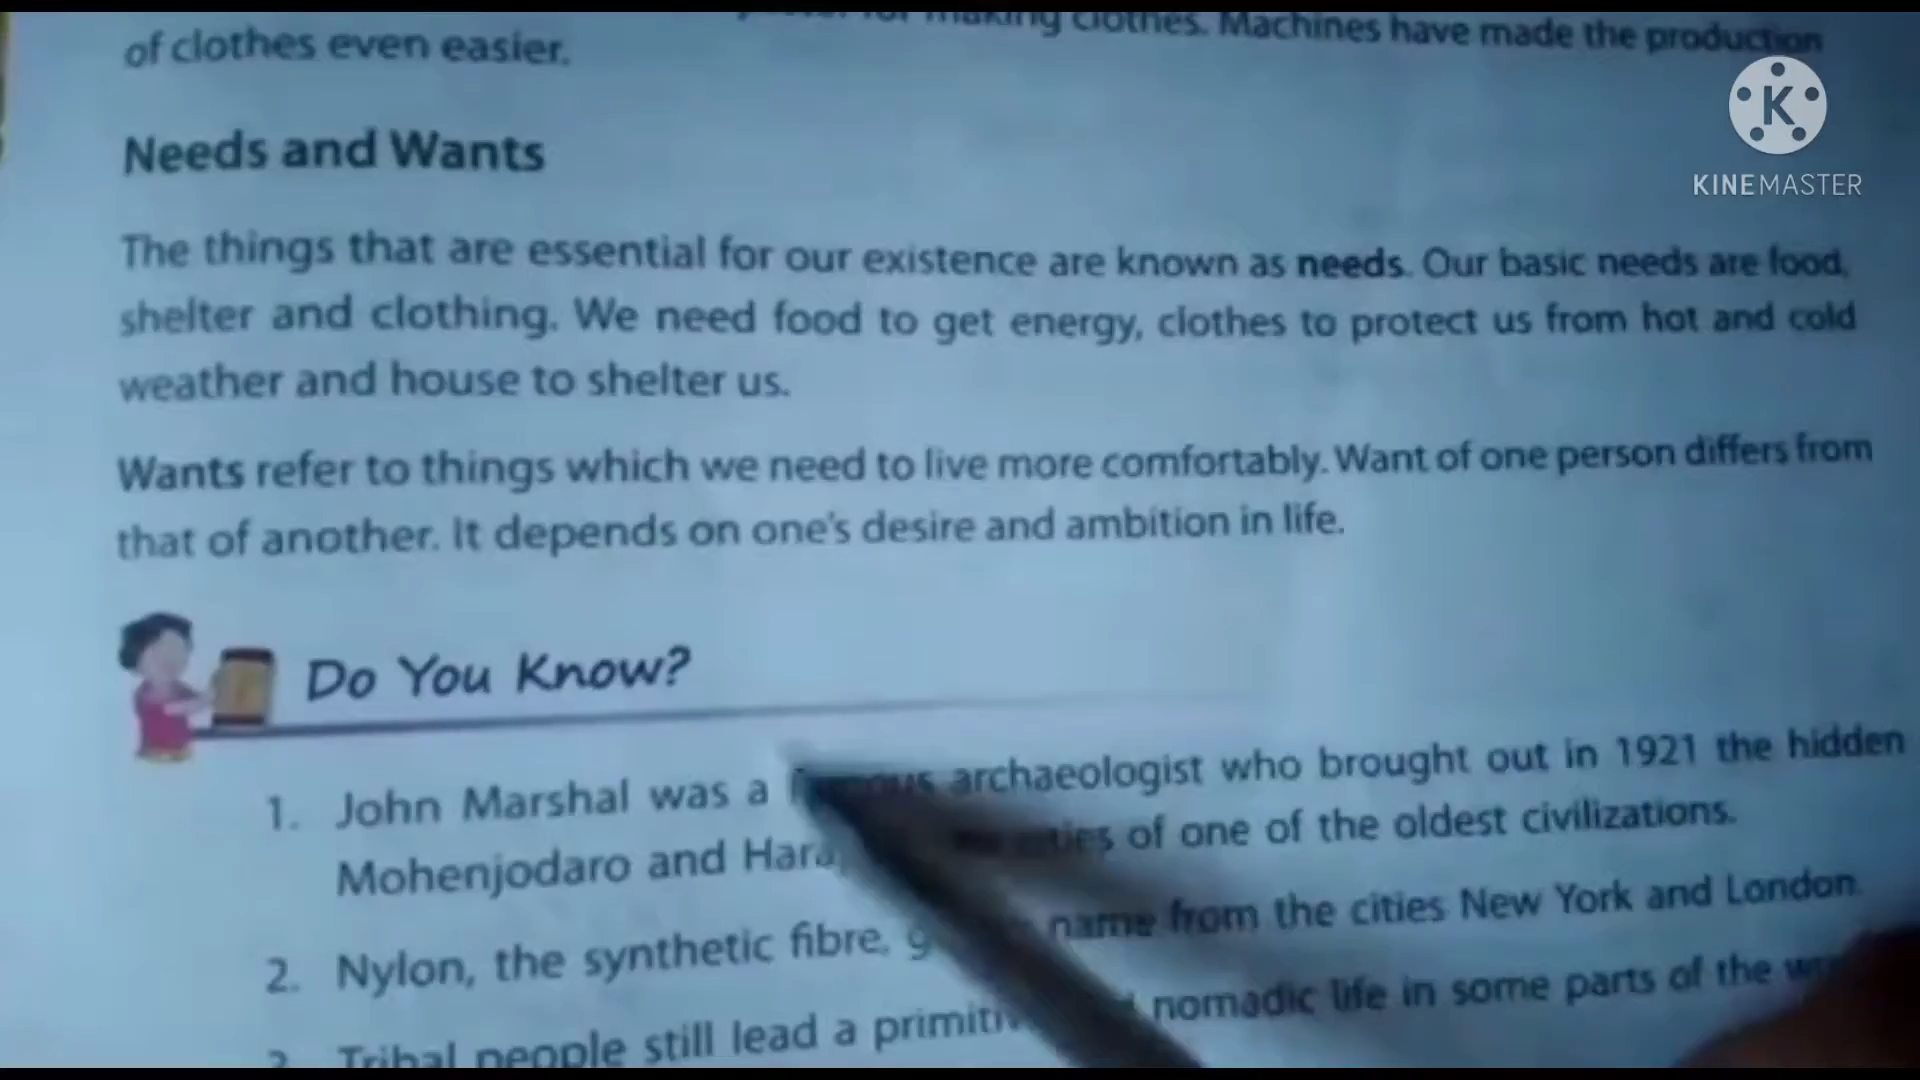 for making clothes. Machines have made the production
of clothes even easier.
K
KINEMASTER
Needs and Wants
The things that are essential for our existence are known as needs. Our basic needs are food,
shelter and clothing. We need food to get energy, clothes to protect us from hot and cold
weather and house to shelter us.
Wants refer to things which we need to live more comfortably. Want of one person differs from
that of another. It depends on one's desire and ambition in life.
Do You Know?
1. John Marshal was a archaeologist who brought out in 1921 the hidden
Mohenjodaro and of one of the oldest civilizations.
2. Nylon, the synthetic fibre, name from the cities New York and London
Tribal people still lead a nomadic life in some parts of the